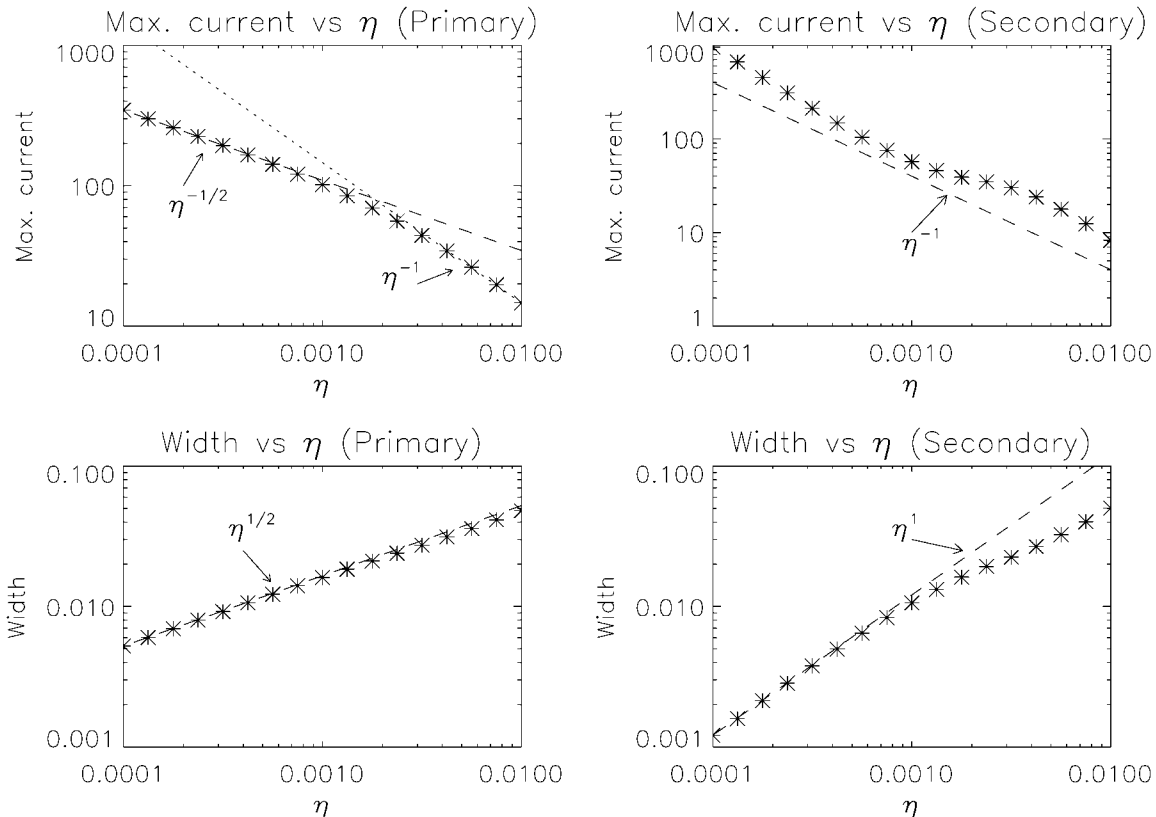 Max. current vs η (Primary)
Max. current
1000
100
10
η^-1/2
η^-1
0.0001
0.0010
0.0100
η
Max. current vs η (Secondary)
Max. current
1000
100
10
1
η^-1
0.0001
0.0010
0.0100
η
Width vs η (Primary)
Width
0.100
0.010
0.001
η^1/2
0.0001
0.0010
0.0100
η
Width vs η (Secondary)
Width
0.100
0.010
0.001
η^1
0.0001
0.0010
0.0100
η